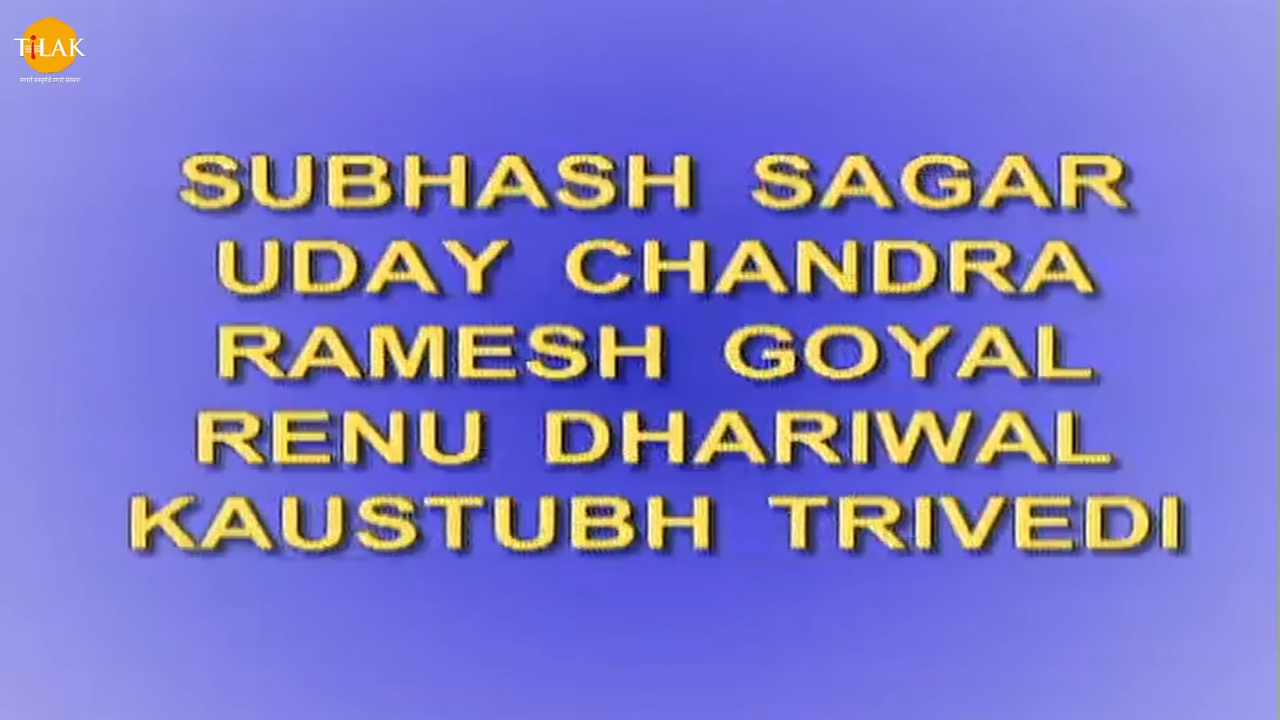 TiLAK
SUBHASH SAGAR
UDAY CHANDRA
RAMESH GOYAL
RENU DHARIWAL
KAUSTUBH TRIVEDI